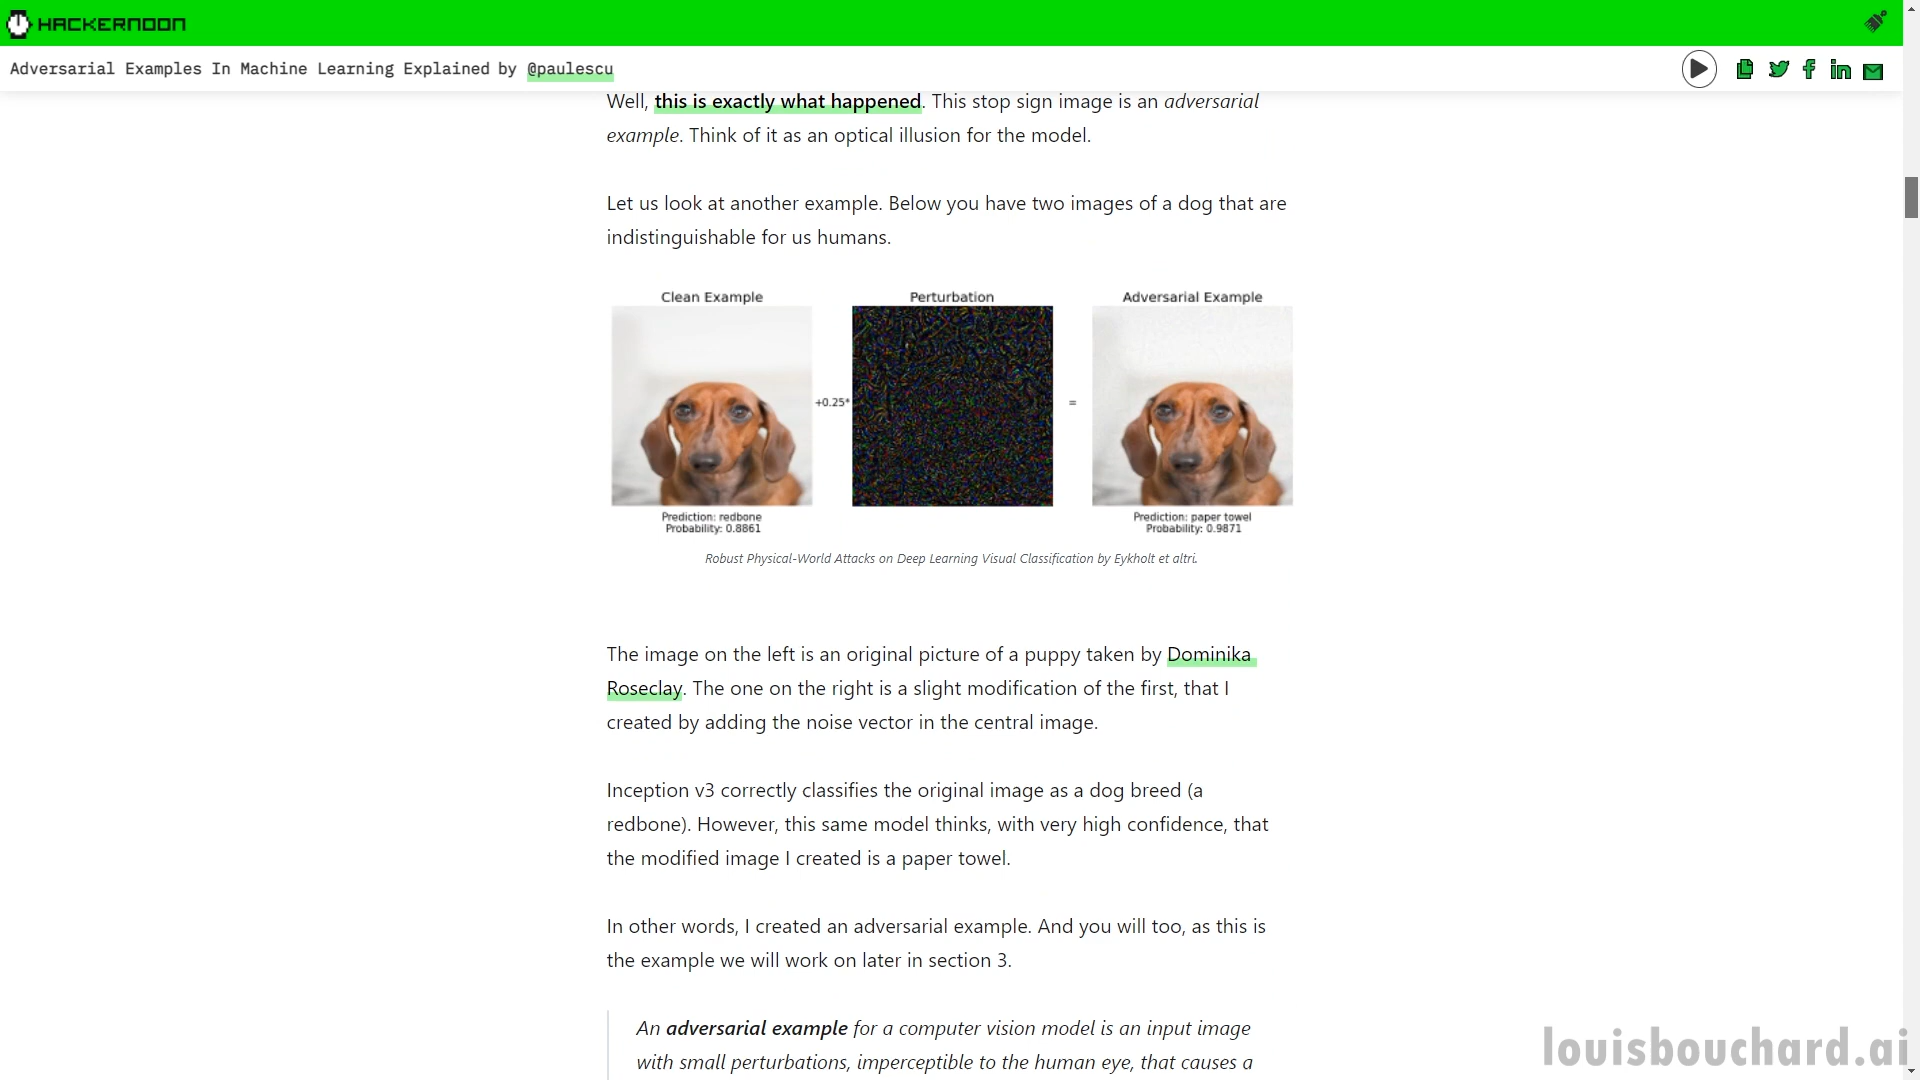 HACKERNOON
Adversarial Examples In Machine Learning Explained by @paulescu
Well, this is exactly what happened. This stop sign image is an adversarial
example. Think of it as an optical illusion for the model.
Let us look at another example. Below you have two images of a dog that are
indistinguishable for us humans.
Clean Example
Perturbation
Adversarial Example
+0.25*
=
Prediction: redbone
Probability: 0.8861
Prediction: paper towel
Probability: 0.9871
Robust Physical-World Attacks on Deep Learning Visual Classification by Eykholt et altri.
The image on the left is an original picture of a puppy taken by Dominika
Roseclay. The one on the right is a slight modification of the first, that I
created by adding the noise vector in the central image.
Inception v3 correctly classifies the original image as a dog breed (a
redbone). However, this same model thinks, with very high confidence, that
the modified image I created is a paper towel.
In other words, I created an adversarial example. And you will too, as this is
the example we will work on later in section 3.
An adversarial example for a computer vision model is an input image
with small perturbations, imperceptible to the human eye, that causes a
louisbouchard.ai